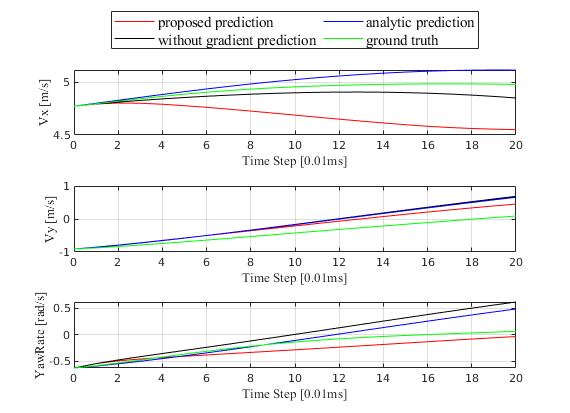 proposed prediction analytic prediction
without gradient prediction ground truth
5
4.5
Vx [m/s]
0 2 4 6 8 10 12 14 16 18 20
Time Step [0.01ms]
1
0
-1
Vy [m/s]
0 2 4 6 8 10 12 14 16 18 20
Time Step [0.01ms]
0.5
0
-0.5
YawRate [rad/s]
0 2 4 6 8 10 12 14 16 18 20
Time Step [0.01ms]